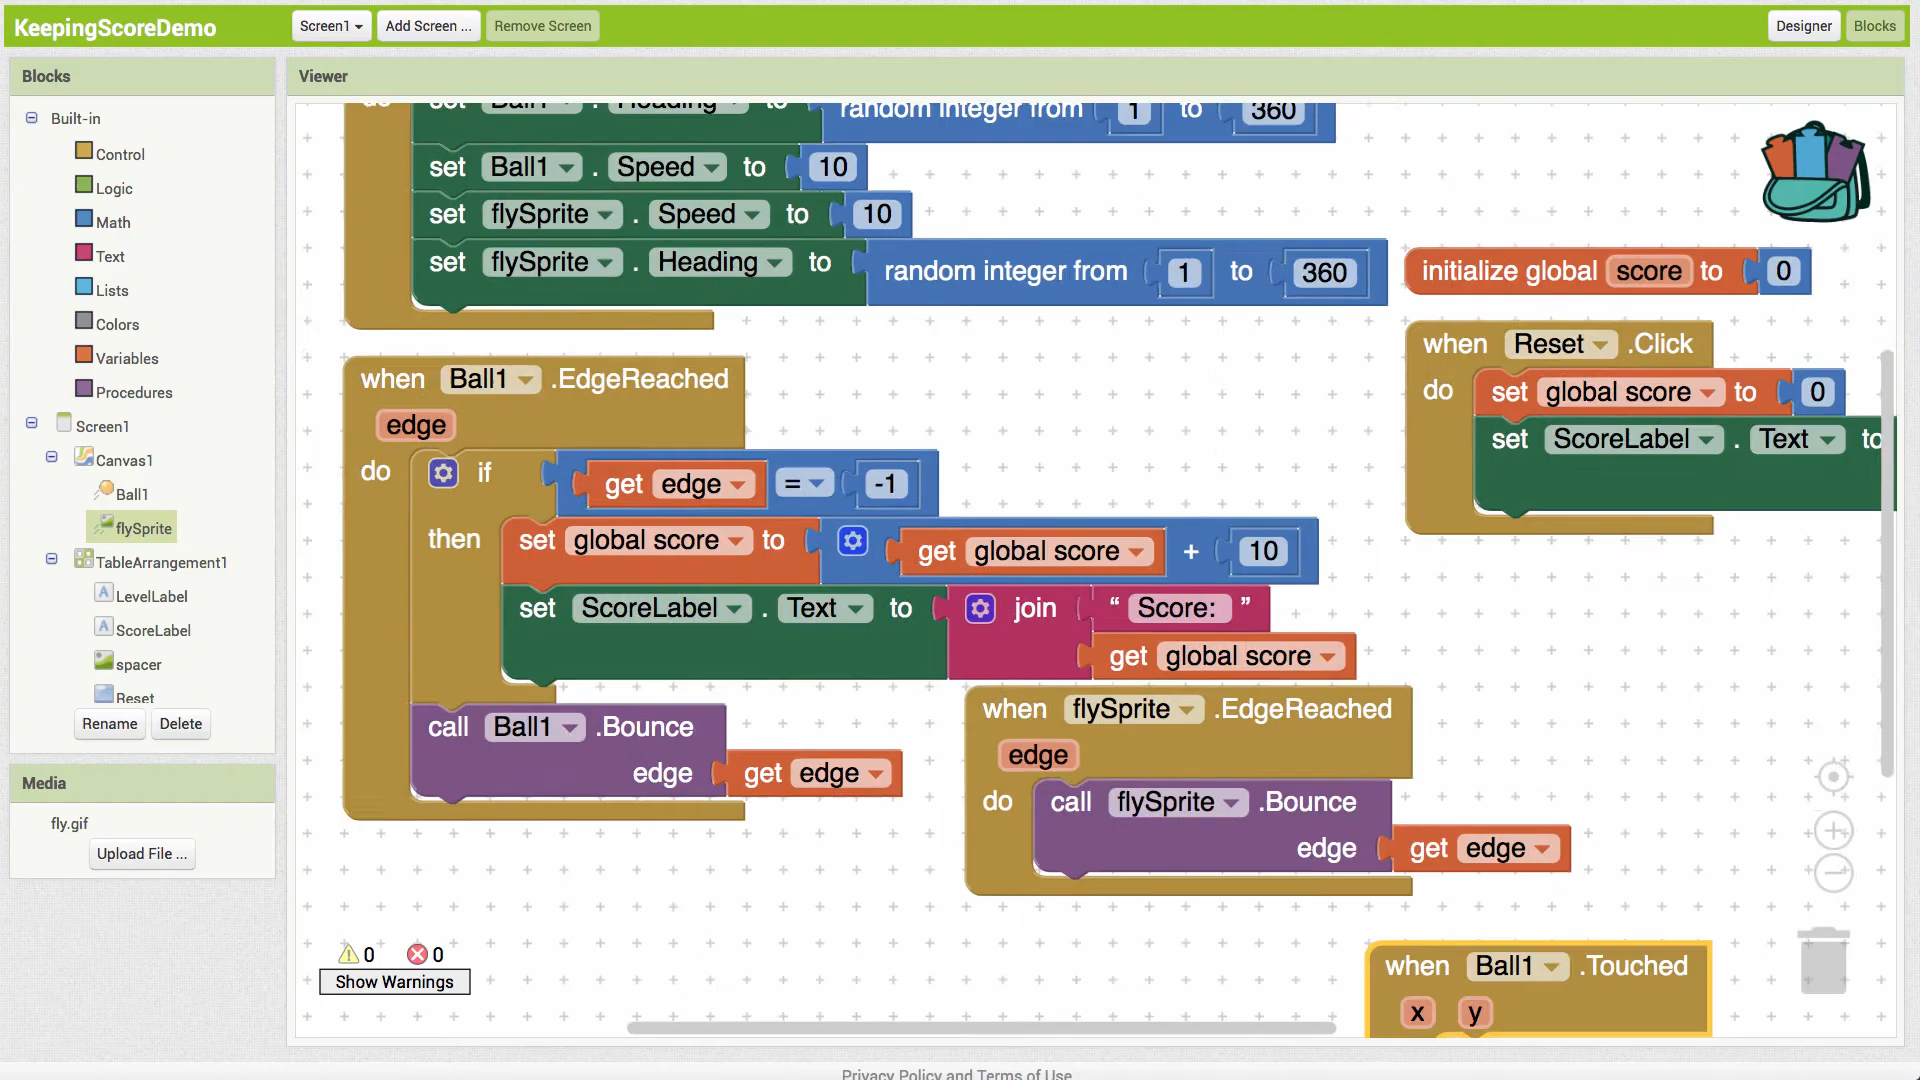 KeepingScoreDemo
Screen1
Add Screen ...
Remove Screen
Designer
Blocks
Blocks
Viewer
Built-in
Control
Logic
Math
Text
Lists
Colors
Variables
Procedures
Screen1
Canvas1
Ball1
flySprite
TableArrangement1
LevelLabel
ScoreLabel
spacer
Reset
Rename
Delete
Media
fly.gif
Upload File ...
do set Ball1 . Heading to random integer from 1 to 360
set Ball1 . Speed to 10
set flySprite . Speed to 10
set flySprite . Heading to random integer from 1 to 360
when Ball1 .EdgeReached
edge
do if get edge = -1
then set global score to get global score + 10
set ScoreLabel . Text to join “ Score: ”
get global score
call Ball1 .Bounce
edge get edge
when flySprite .EdgeReached
edge
do call flySprite .Bounce
edge get edge
initialize global score to 0
when Reset .Click
do set global score to 0
set ScoreLabel . Text to
when Ball1 .Touched
x y
0 0
Show Warnings
Privacy Policy and Terms of Use